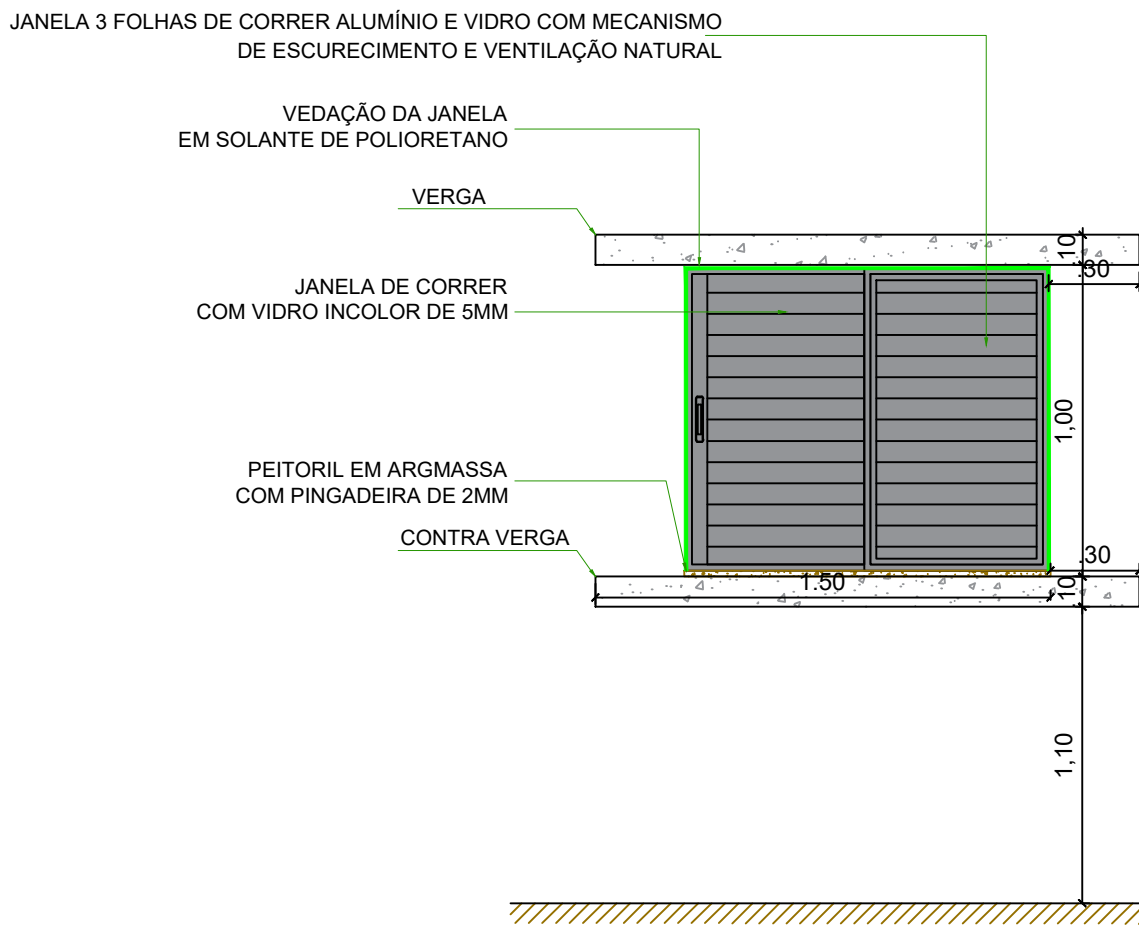 JANELA 3 FOLHAS DE CORRER ALUMÍNIO E VIDRO COM MECANISMO
DE ESCURECIMENTO E VENTILAÇÃO NATURAL
VEDAÇÃO DA JANELA
EM SOLANTE DE POLIORETANO
VERGA
.10
.30
JANELA DE CORRER
COM VIDRO INCOLOR DE 5MM
1,00
PEITORIL EM ARGMASSA
COM PINGADEIRA DE 2MM
CONTRA VERGA
.30
1.50
.10
1,10